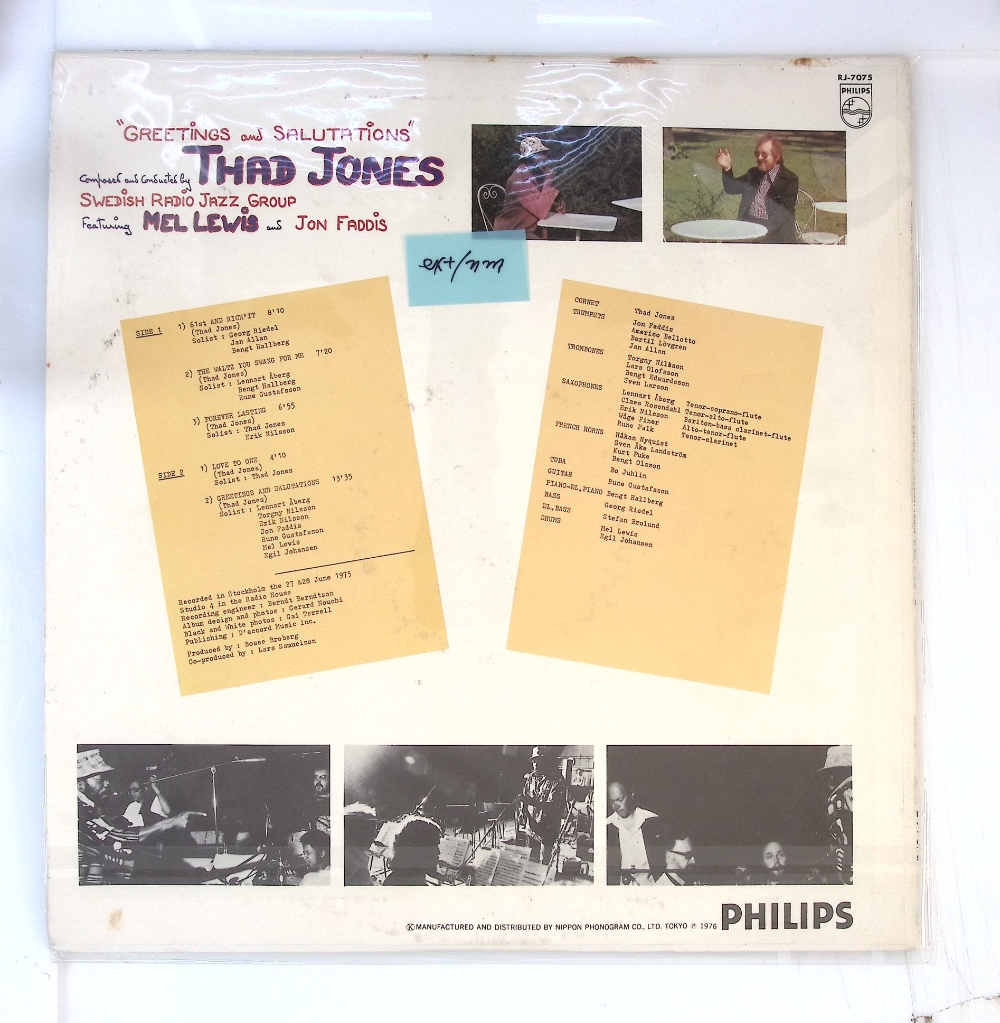 RJ-7075
PHILIPS
"GREETINGS and SALUTATIONS"
Composed and Conducted by THAD JONES
SWEDISH RADIO JAZZ GROUP
Featuring MEL LEWIS and JON FADDIS
ex+/nm
SIDE 1 1) 61st AND RICH'IT 8'10
(Thad Jones)
Solist : Georg Riedel
Jan Allan
Bengt Hallberg
2) THE WALTZ YOU SWANG FOR ME 7'20
(Thad Jones)
Solist : Lennart Åberg
Bengt Hallberg
Rune Gustafsson
3) FOREVER LASTING 6'55
(Thad Jones)
Solist : Thad Jones
Erik Nilsson
SIDE 2 1) LOVE TO ONE 4'10
(Thad Jones)
Solist : Thad Jones
2) GREETINGS AND SALUTATIONS 13'35
(Thad Jones)
Solist : Lennart Åberg
Torgny Nilsson
Erik Nilsson
Jon Faddis
Rune Gustafsson
Mel Lewis
Egil Johansen
Recorded in Stockholm the 27 &28 June 1975
Studio 4 in the Radio House
Recording engineer : Berndt Berndtson
Album design and photos : Gerard Nouchi
Black and White photos : Gai Terrell
Publishing : D'accord Music Inc.
Produced by : Bosse Broberg
Co-produced by : Lars Samuelson
CORNET Thad Jones
TRUMPETS Jon Faddis
Americo Bellotto
Bertil Lövgren
Jan Allan
TROMBONES Torgny Nilsson
Lars Olofsson
Bengt Edwardsson
Sven Larson
SAXOPHONES Lennart Åberg Tenor-soprano-flute
Claes Rosendahl Tenor-alto-flute
Erik Nilsson Bariton-bass clarinet-flute
Wåge Finer Alto-tenor-flute
Rune Falk Tenor-clarinet
FRENCH HORNS Håkan Nyquist
Sven Åke Landström
Kurt Puke
Bengt Olsson
TUBA Bo Juhlin
GUITAR Rune Gustafsson
PIANO-EL.PIANO Bengt Hallberg
BASS Georg Riedel
EL.BASS Stefan Brolund
DRUMS Mel Lewis
Egil Johansen
Ⓚ MANUFACTURED AND DISTRIBUTED BY NIPPON PHONOGRAM CO., LTD. TOKYO ℗ 1976 PHILIPS